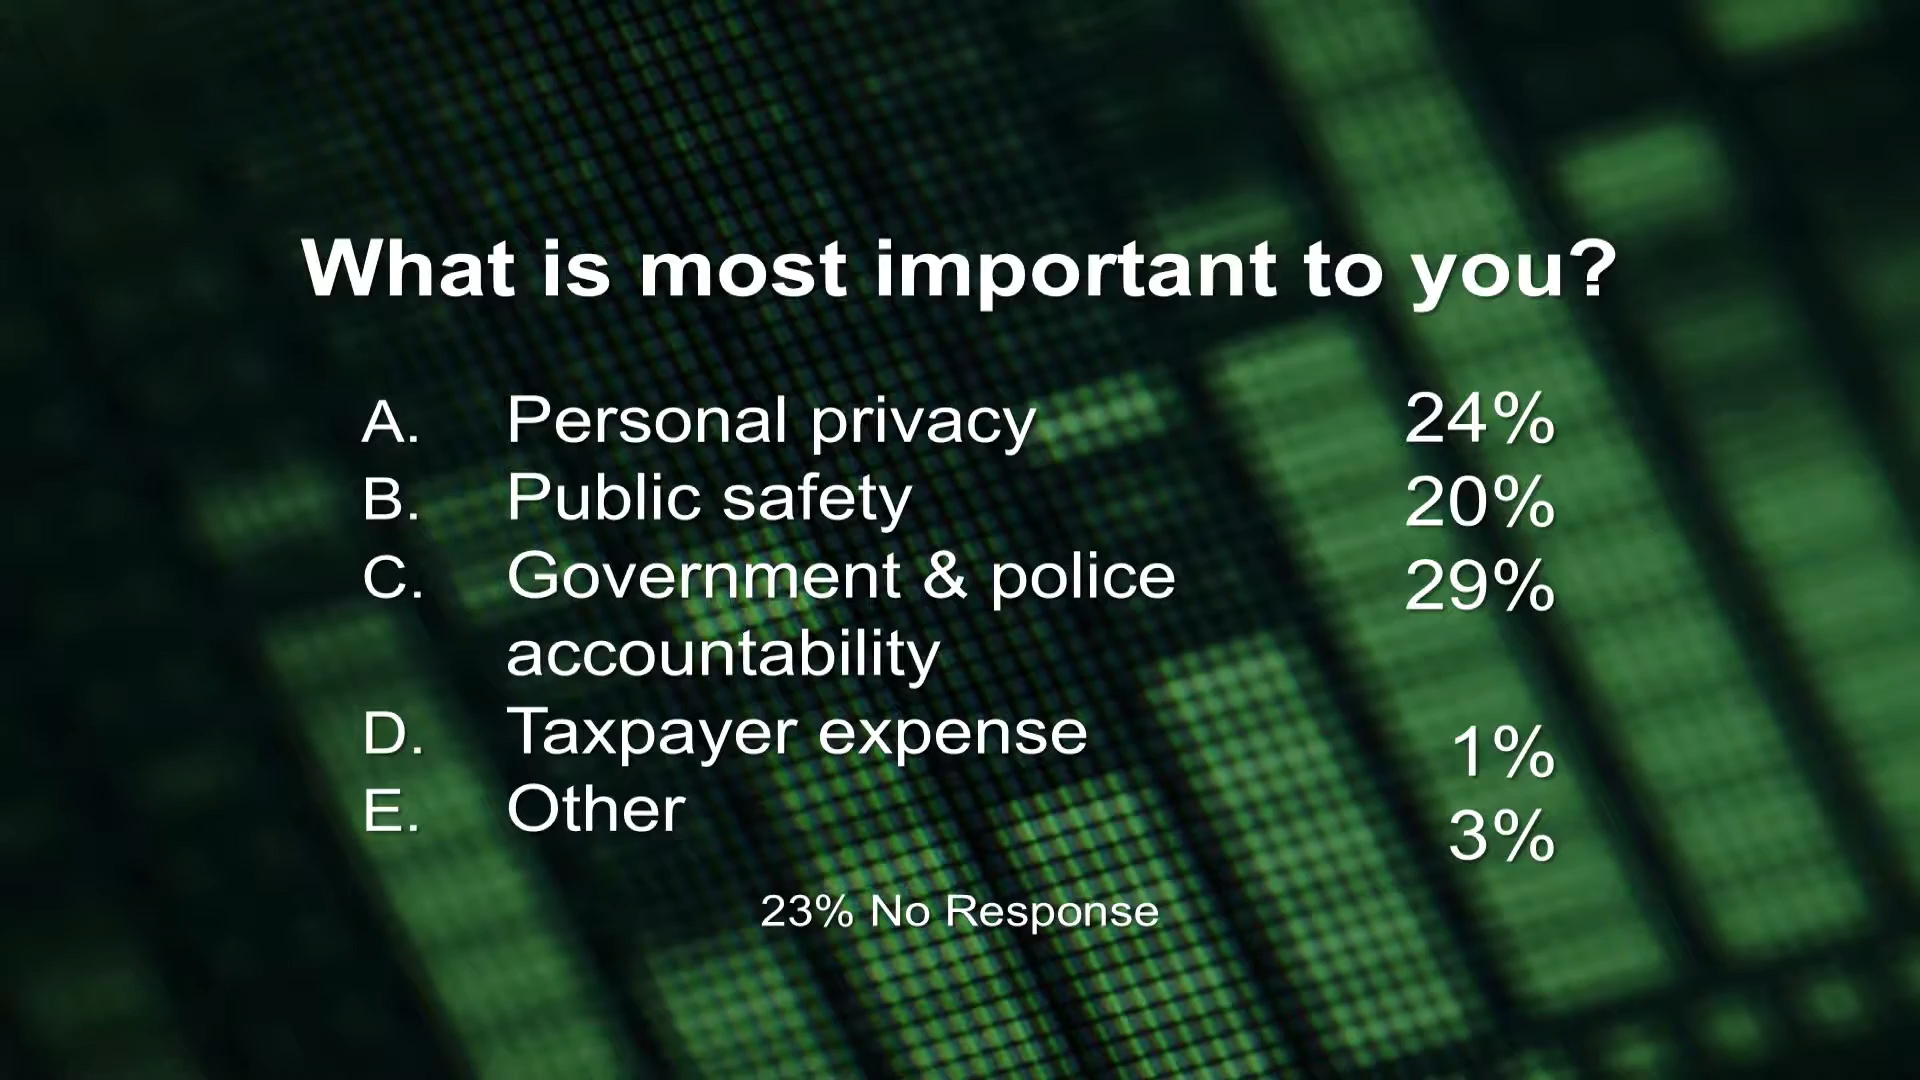 What is most important to you?
A. Personal privacy 24%
B. Public safety 20%
C. Government & police 29%
accountability
D. Taxpayer expense 1%
E. Other 3%
23% No Response